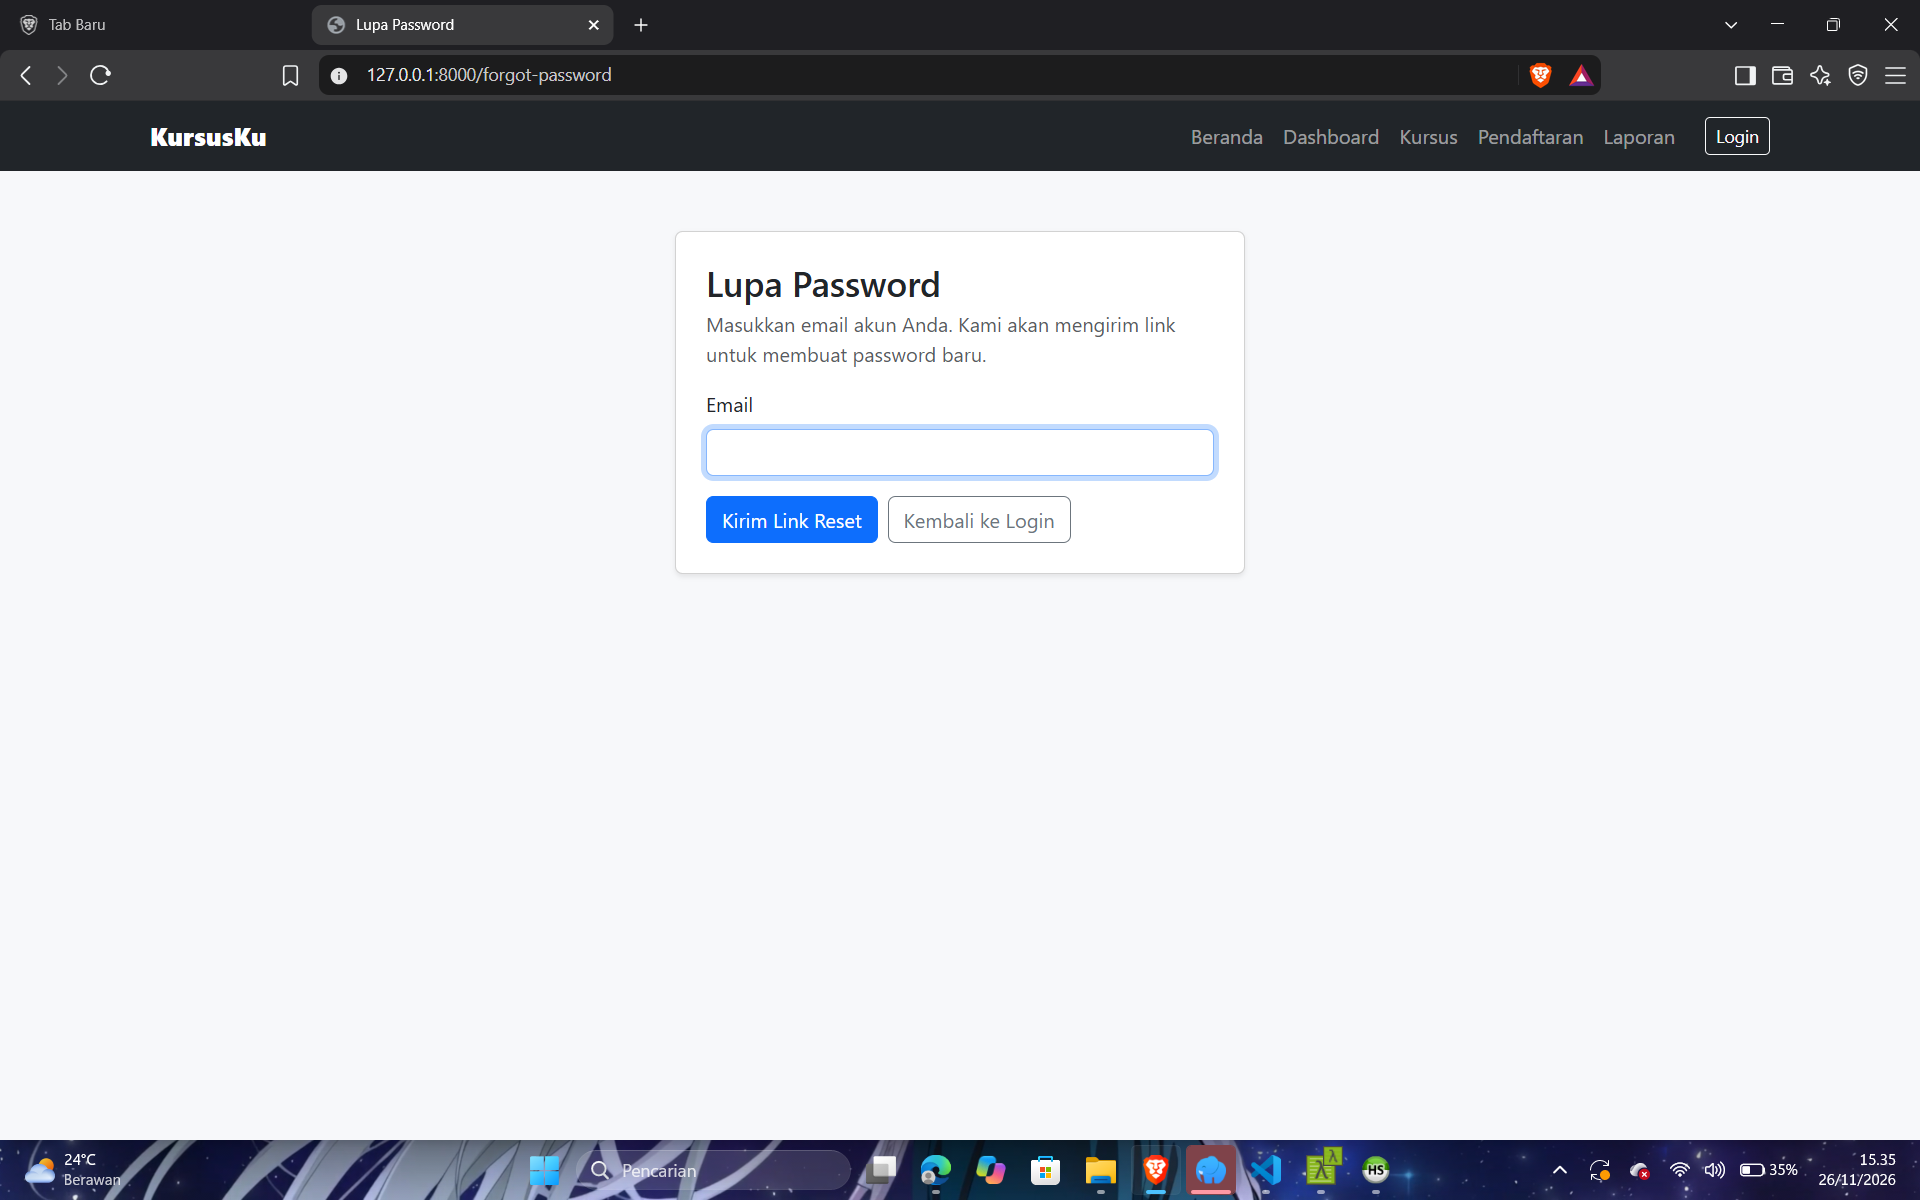 Tab Baru
Lupa Password
127.0.0.1:8000/forgot-password
KursusKu
Beranda Dashboard Kursus Pendaftaran Laporan Login
Lupa Password
Masukkan email akun Anda. Kami akan mengirim link
untuk membuat password baru.
Email
Kirim Link Reset Kembali ke Login
24°C
Berawan
Pencarian
HS
35%
15.35
26/11/2026